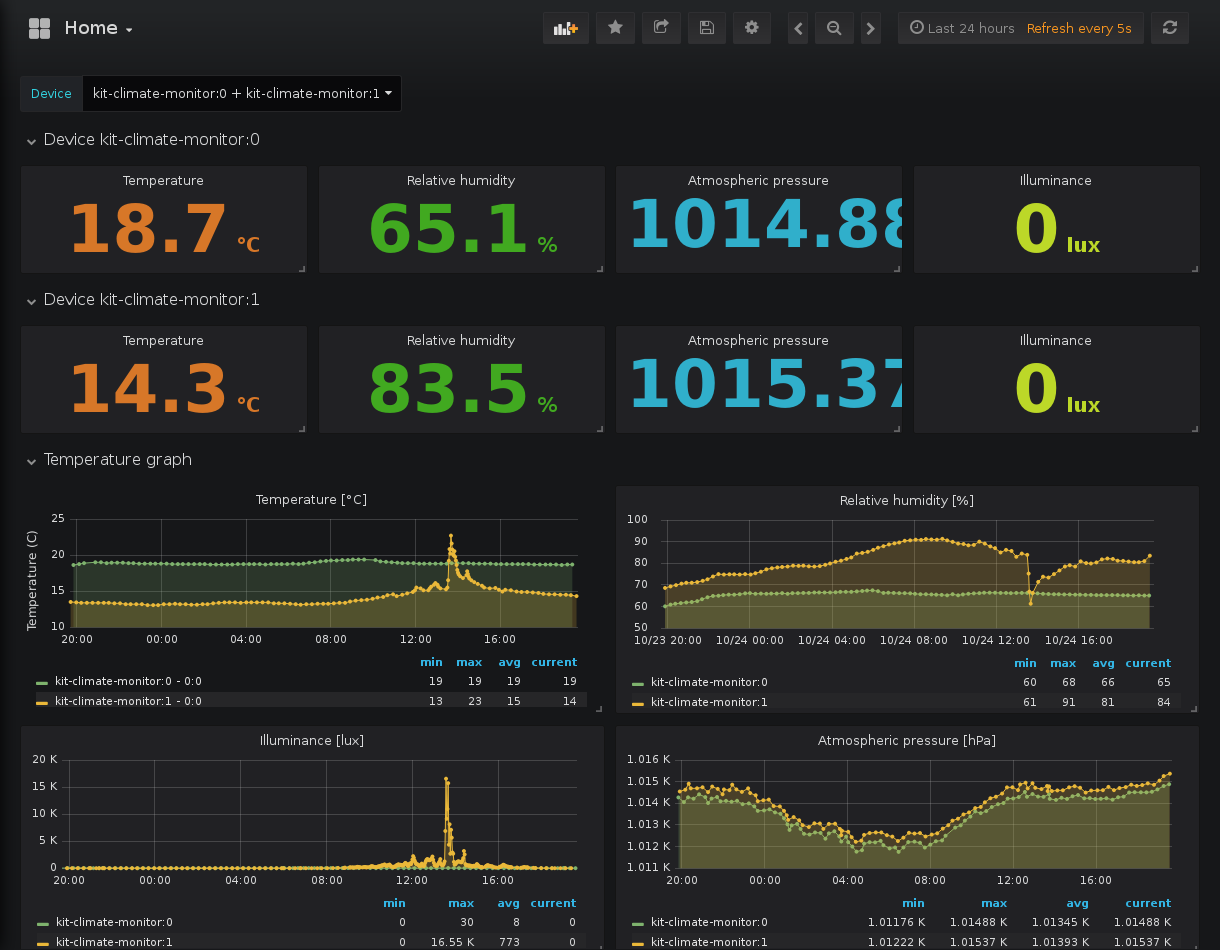 Home
Last 24 hours Refresh every 5s
Device kit-climate-monitor:0 + kit-climate-monitor:1
Device kit-climate-monitor:0
Temperature Relative humidity Atmospheric pressure Illuminance
18.7 °C 65.1 % 1014.88 0 lux
Device kit-climate-monitor:1
Temperature Relative humidity Atmospheric pressure Illuminance
14.3 °C 83.5 % 1015.37 0 lux
Temperature graph
Temperature [°C]
Temperature (C)
25
20
15
10
20:00 00:00 04:00 08:00 12:00 16:00
min max avg current
kit-climate-monitor:0 - 0:0 19 19 19 19
kit-climate-monitor:1 - 0:0 13 23 15 14
Relative humidity [%]
100
90
80
70
60
50
10/23 20:00 10/24 00:00 10/24 04:00 10/24 08:00 10/24 12:00 10/24 16:00
min max avg current
kit-climate-monitor:0 60 68 66 65
kit-climate-monitor:1 61 91 81 84
Illuminance [lux]
20 K
15 K
10 K
5 K
0
20:00 00:00 04:00 08:00 12:00 16:00
min max avg current
kit-climate-monitor:0 0 30 8 0
kit-climate-monitor:1 0 16.55 K 773 0
Atmospheric pressure [hPa]
1.016 K
1.015 K
1.014 K
1.013 K
1.012 K
1.011 K
20:00 00:00 04:00 08:00 12:00 16:00
min max avg current
kit-climate-monitor:0 1.01176 K 1.01488 K 1.01345 K 1.01488 K
kit-climate-monitor:1 1.01222 K 1.01537 K 1.01393 K 1.01537 K